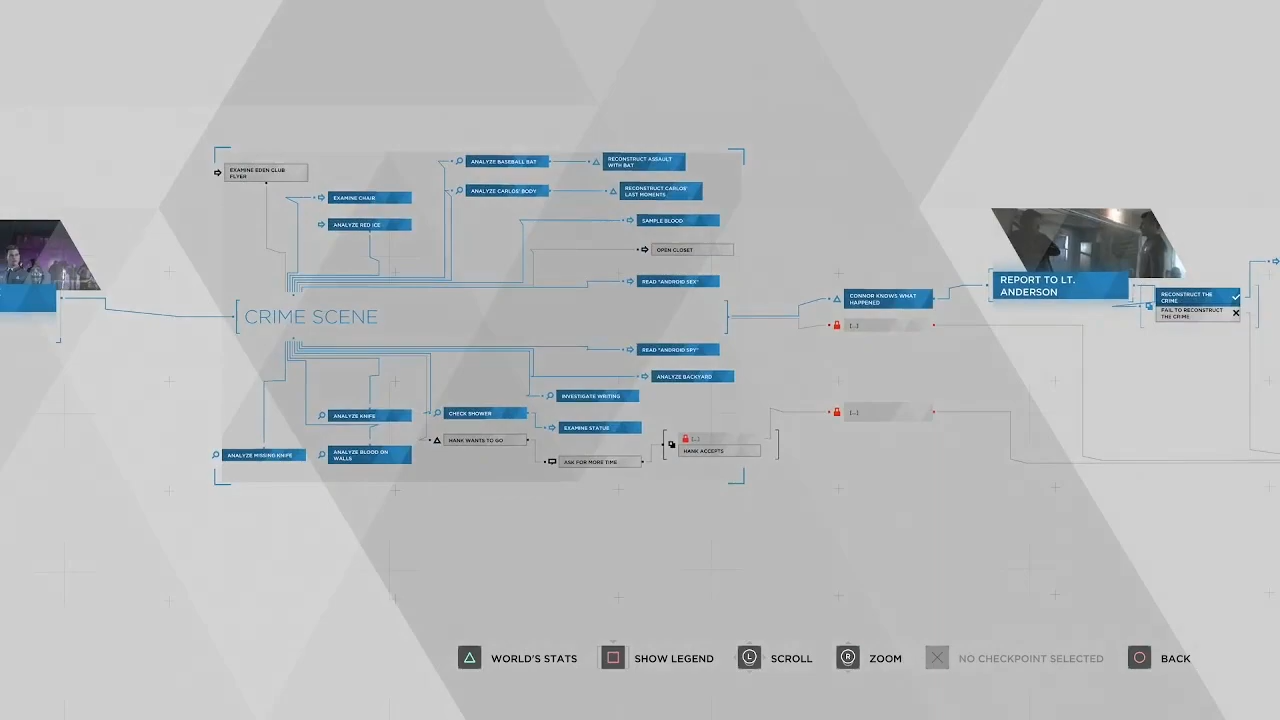 EXAMINE EDEN CLUB
FLYER
EXAMINE CHAIR
ANALYZE RED ICE
ANALYZE BASEBALL BAT
RECONSTRUCT ASSAULT
WITH BAT
ANALYZE CARLOS' BODY
RECONSTRUCT CARLOS'
LAST MOMENTS
SAMPLE BLOOD
OPEN CLOSET
READ "ANDROID SEX"
CRIME SCENE
READ "ANDROID SPY"
ANALYZE BACKYARD
INVESTIGATE WRITING
ANALYZE KNIFE
CHECK SHOWER
EXAMINE STATUE
HANK WANTS TO GO
ANALYZE MISSING KNIFE
ANALYZE BLOOD ON
WALLS
ASK FOR MORE TIME
[...]
HANK ACCEPTS
CONNOR KNOWS WHAT
HAPPENED
[...]
[...]
REPORT TO LT.
ANDERSON
RECONSTRUCT THE
CRIME
FAIL TO RECONSTRUCT
THE CRIME
WORLD'S STATS
SHOW LEGEND
L
SCROLL
R
ZOOM
NO CHECKPOINT SELECTED
BACK